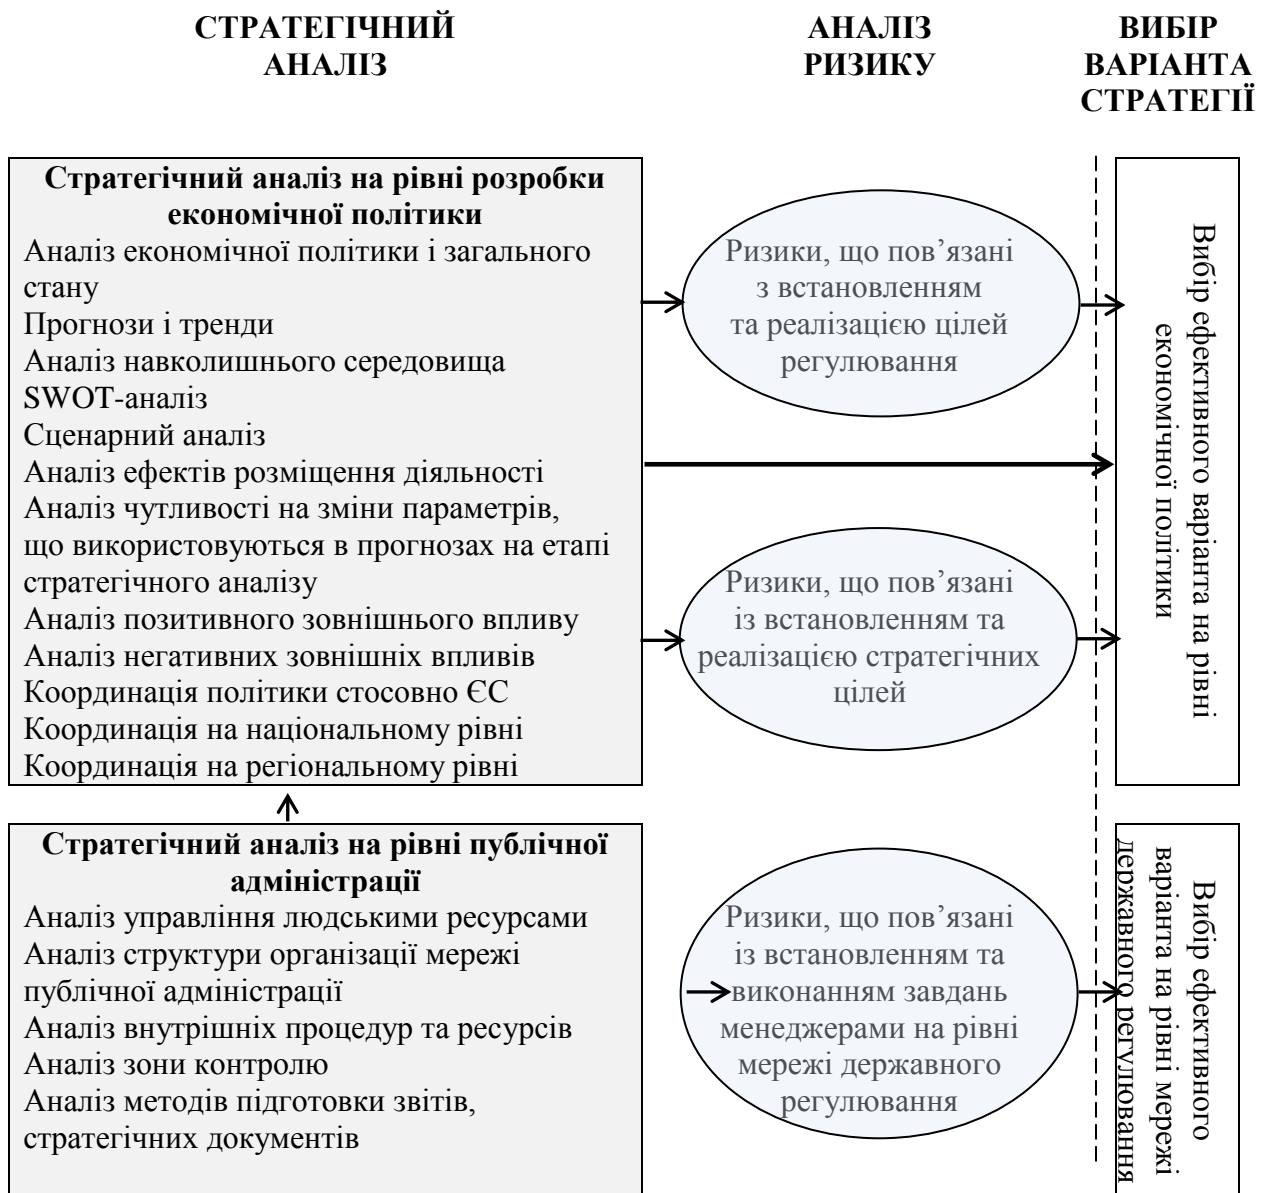 СТРАТЕГІЧНИЙ
АНАЛІЗ
АНАЛІЗ
РИЗИКУ
ВИБІР
ВАРІАНТА
СТРАТЕГІЇ
Стратегічний аналіз на рівні розробки
економічної політики
Аналіз економічної політики і загального
стану
Прогнози і тренди
Аналіз навколишнього середовища
SWOT-аналіз
Сценарний аналіз
Аналіз ефектів розміщення діяльності
Аналіз чутливості на зміни параметрів,
що використовуються в прогнозах на етапі
стратегічного аналізу
Аналіз позитивного зовнішнього впливу
Аналіз негативних зовнішніх впливів
Координація політики стосовно ЄС
Координація на національному рівні
Координація на регіональному рівні
Ризики, що пов’язані
з встановленням
та реалізацією цілей
регулювання
Ризики, що пов’язані
із встановленням та
реалізацією стратегічних
цілей
Вибір ефективного варіанта на рівні
економічної політики
Стратегічний аналіз на рівні публічної
адміністрації
Аналіз управління людськими ресурсами
Аналіз структури організації мережі
публічної адміністрації
Аналіз внутрішніх процедур та ресурсів
Аналіз зони контролю
Аналіз методів підготовки звітів,
стратегічних документів
Ризики, що пов’язані
із встановленням та
виконанням завдань
менеджерами на рівні
мережі державного
регулювання
Вибір ефективного
варіанта на рівні мережі
державного регулювання